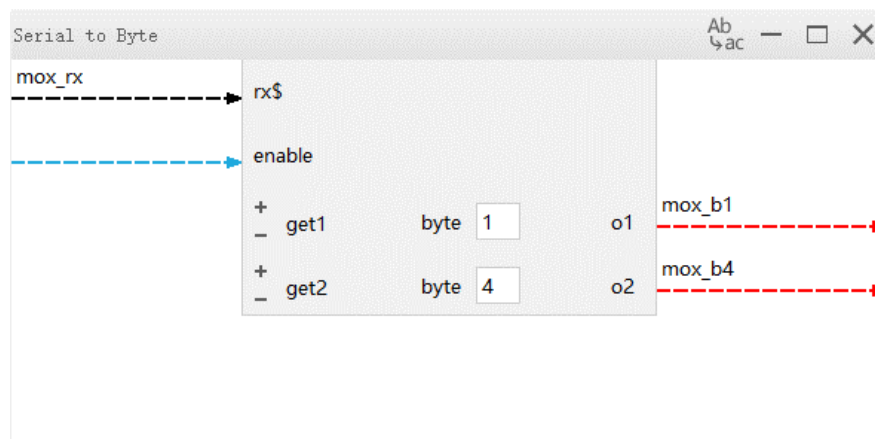 Serial to Byte Ab ac
mox_rx
rx$
enable
+
- get1 byte 1 o1 mox_b1
+
- get2 byte 4 o2 mox_b4